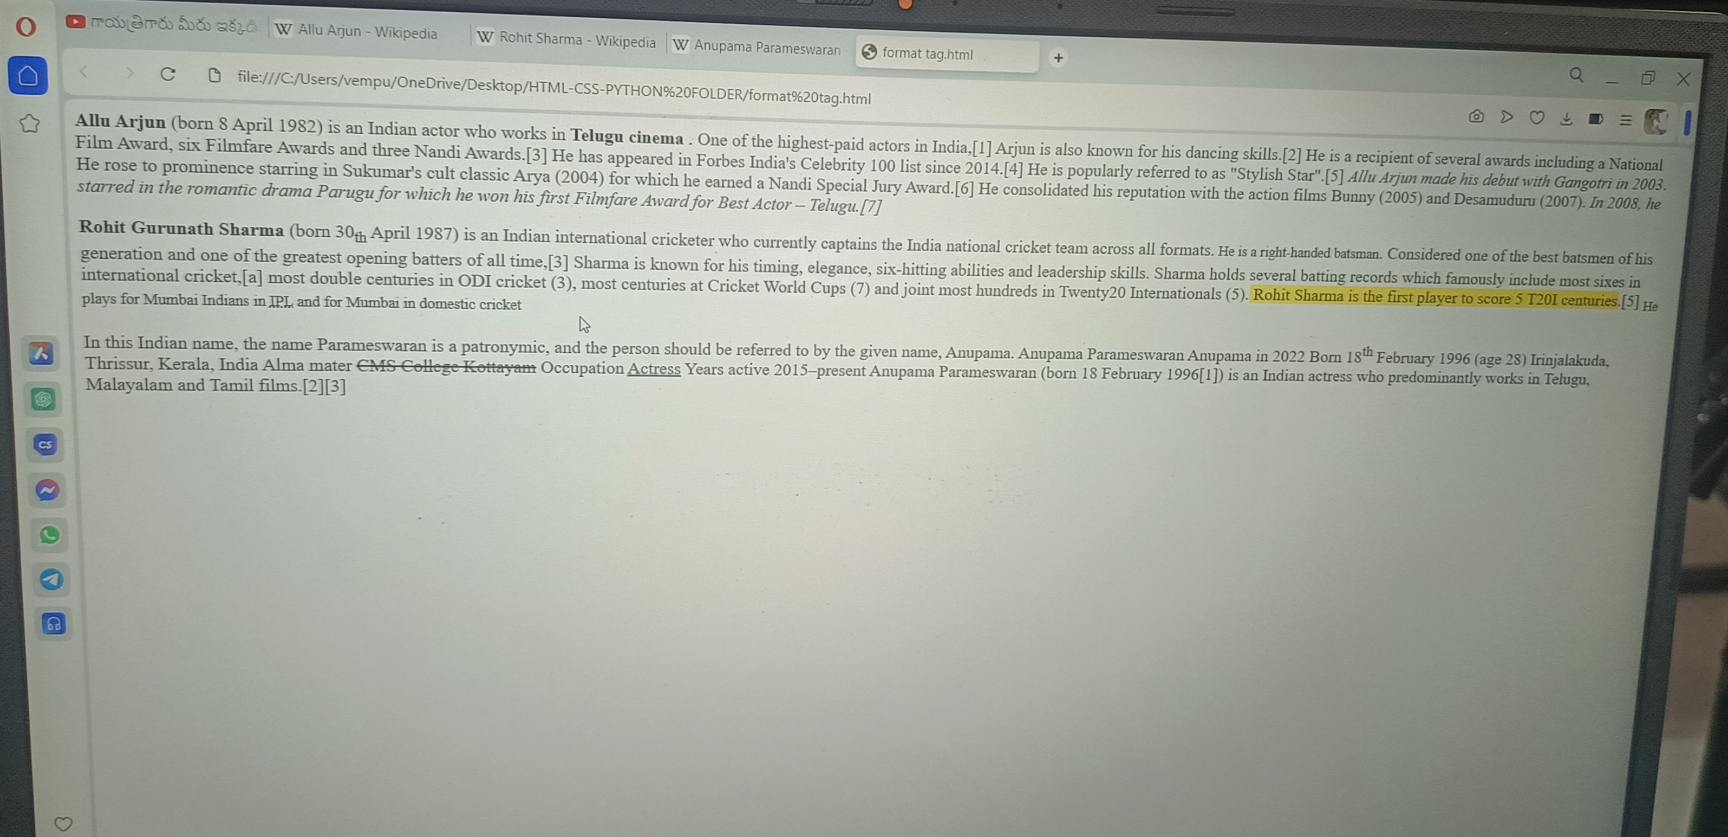 గాయత్రిగారు మీరు ఇక్కడ
Allu Arjun - Wikipedia
Rohit Sharma - Wikipedia
Anupama Parameswaran
format tag.html
file:///C:/Users/vempu/OneDrive/Desktop/HTML-CSS-PYTHON%20FOLDER/format%20tag.html
Allu Arjun (born 8 April 1982) is an Indian actor who works in Telugu cinema . One of the highest-paid actors in India,[1] Arjun is also known for his dancing skills.[2] He is a recipient of several awards including a National
Film Award, six Filmfare Awards and three Nandi Awards.[3] He has appeared in Forbes India's Celebrity 100 list since 2014.[4] He is popularly referred to as "Stylish Star".[5] Allu Arjun made his debut with Gangotri in 2003.
He rose to prominence starring in Sukumar's cult classic Arya (2004) for which he earned a Nandi Special Jury Award.[6] He consolidated his reputation with the action films Bunny (2005) and Desamuduru (2007). In 2008, he
starred in the romantic drama Parugu for which he won his first Filmfare Award for Best Actor – Telugu.[7]
Rohit Gurunath Sharma (born 30th April 1987) is an Indian international cricketer who currently captains the India national cricket team across all formats. He is a right-handed batsman. Considered one of the best batsmen of his
generation and one of the greatest opening batters of all time,[3] Sharma is known for his timing, elegance, six-hitting abilities and leadership skills. Sharma holds several batting records which famously include most sixes in
international cricket,[a] most double centuries in ODI cricket (3), most centuries at Cricket World Cups (7) and joint most hundreds in Twenty20 Internationals (5). Rohit Sharma is the first player to score 5 T20I centuries.[5] He
plays for Mumbai Indians in IPL and for Mumbai in domestic cricket
In this Indian name, the name Parameswaran is a patronymic, and the person should be referred to by the given name, Anupama. Anupama Parameswaran Anupama in 2022 Born 18th February 1996 (age 28) Irinjalakuda,
Thrissur, Kerala, India Alma mater CMS College Kottayam Occupation Actress Years active 2015–present Anupama Parameswaran (born 18 February 1996[1]) is an Indian actress who predominantly works in Telugu,
Malayalam and Tamil films.[2][3]
CS